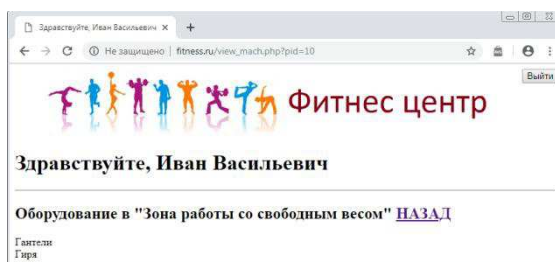 Здравствуйте, Иван Васильевич
Не защищено | fitness.ru/view_mach.php?pid=10
Выйти
Фитнес центр
Здравствуйте, Иван Васильевич
Оборудование в "Зона работы со свободным весом" НАЗАД
Гантели
Гиря